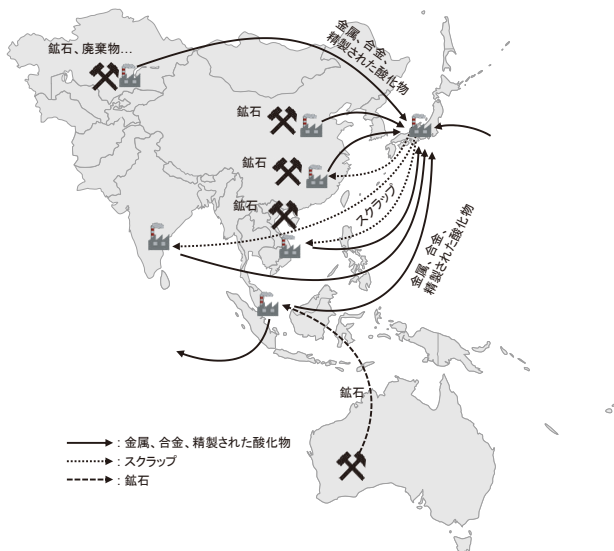 鉱石、廃棄物…
金属、合金、
精製された酸化物
鉱石
鉱石
鉱石
スクラップ
金属、合金、
精製された酸化物
鉱石
: 金属、合金、精製された酸化物
: スクラップ
: 鉱石